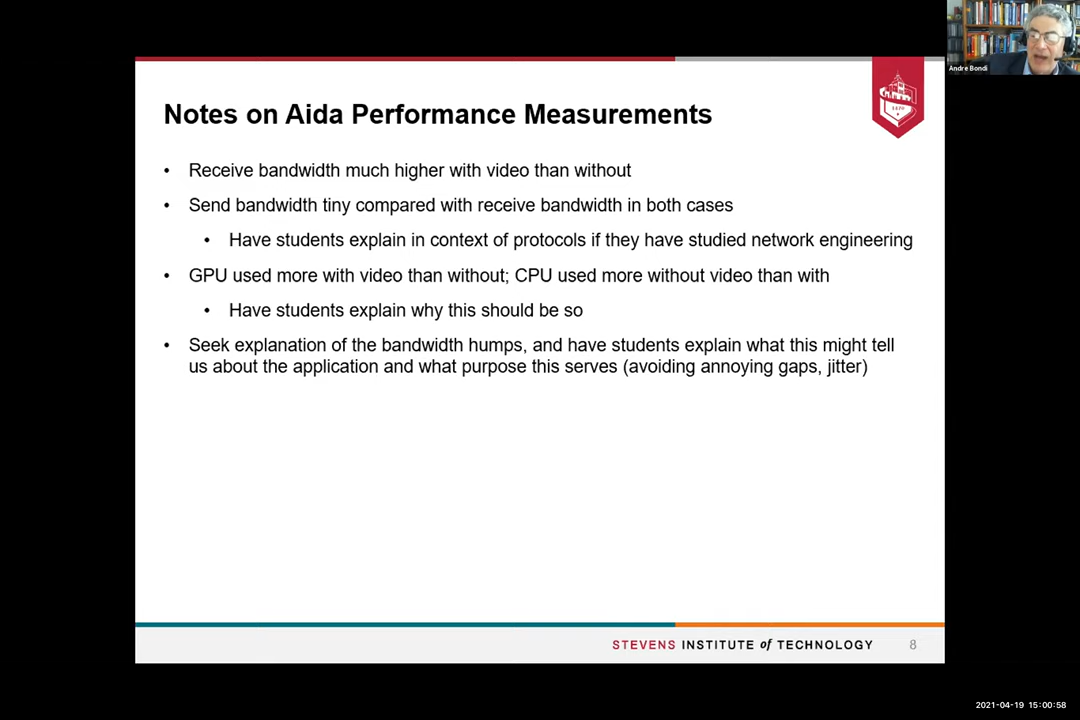 Andre Bondi
Notes on Aida Performance Measurements
• Receive bandwidth much higher with video than without
• Send bandwidth tiny compared with receive bandwidth in both cases
• Have students explain in context of protocols if they have studied network engineering
• GPU used more with video than without; CPU used more without video than with
• Have students explain why this should be so
• Seek explanation of the bandwidth humps, and have students explain what this might tell
us about the application and what purpose this serves (avoiding annoying gaps, jitter)
1870
STEVENS INSTITUTE of TECHNOLOGY 8
2021-04-19 15:00:58